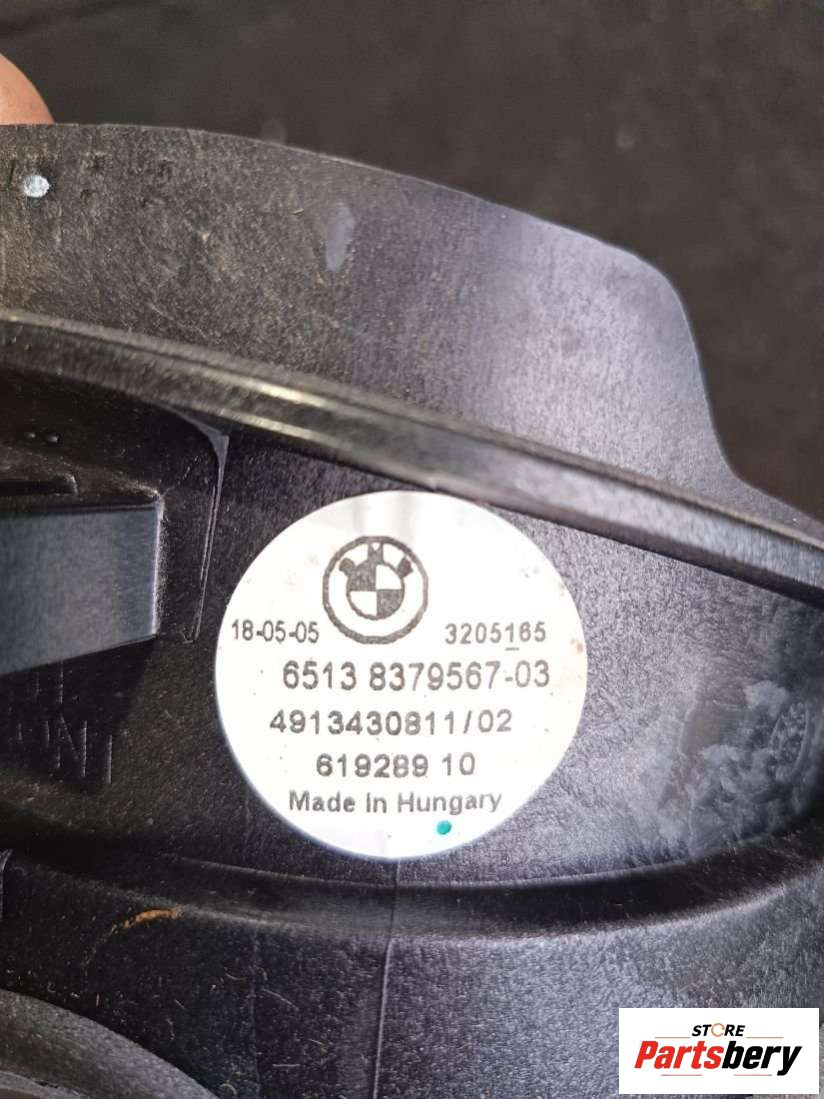 18-05-05 3205165
6513 8379567-03
4913430811/02
619289 10
Made In Hungary
STORE
Partsbery